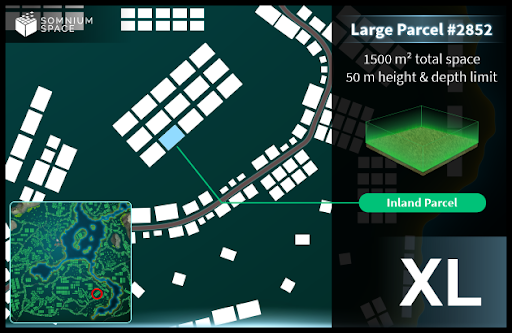 SOMNIUM
SPACE
Large Parcel #2852
1500 m² total space
50 m height & depth limit
Inland Parcel
XL